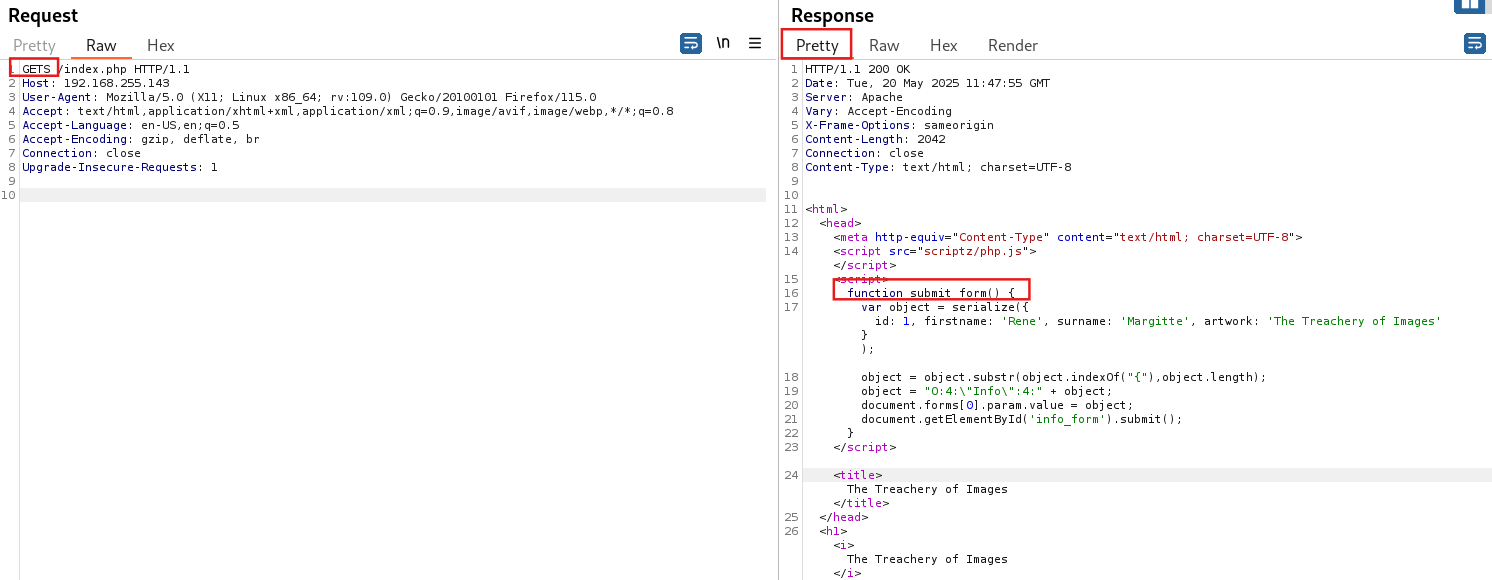 Request
Pretty Raw Hex
\n
1 GETS /index.php HTTP/1.1
2 Host: 192.168.255.143
3 User-Agent: Mozilla/5.0 (X11; Linux x86_64; rv:109.0) Gecko/20100101 Firefox/115.0
4 Accept: text/html,application/xhtml+xml,application/xml;q=0.9,image/avif,image/webp,*/*;q=0.8
5 Accept-Language: en-US,en;q=0.5
6 Accept-Encoding: gzip, deflate, br
7 Connection: close
8 Upgrade-Insecure-Requests: 1
9
10
Response
Pretty Raw Hex Render
1 HTTP/1.1 200 OK
2 Date: Tue, 20 May 2025 11:47:55 GMT
3 Server: Apache
4 Vary: Accept-Encoding
5 X-Frame-Options: sameorigin
6 Content-Length: 2042
7 Connection: close
8 Content-Type: text/html; charset=UTF-8
9
10
11 <html>
12 <head>
13 <meta http-equiv="Content-Type" content="text/html; charset=UTF-8">
14 <script src="scriptz/php.js">
</script>
15 <script>
16 function submit_form() {
17 var object = serialize({
id: 1, firstname: 'Rene', surname: 'Margitte', artwork: 'The Treachery of Images'
}
);
18 object = object.substr(object.indexOf("{"),object.length);
19 object = "O:4:\"Info\":4:" + object;
20 document.forms[0].param.value = object;
21 document.getElementById('info_form').submit();
22 }
23 </script>
24 <title>
The Treachery of Images
</title>
25 </head>
26 <h1>
<i>
The Treachery of Images
</i>